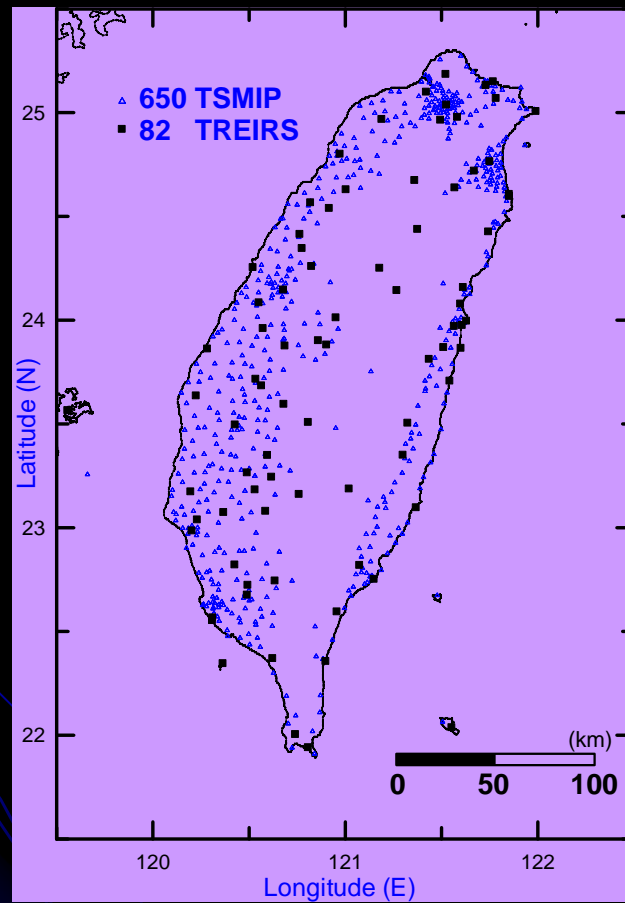 650 TSMIP
82 TREIRS
25
24
23
22
Latitude (N)
(km)
0 50 100
120 121 122
Longitude (E)